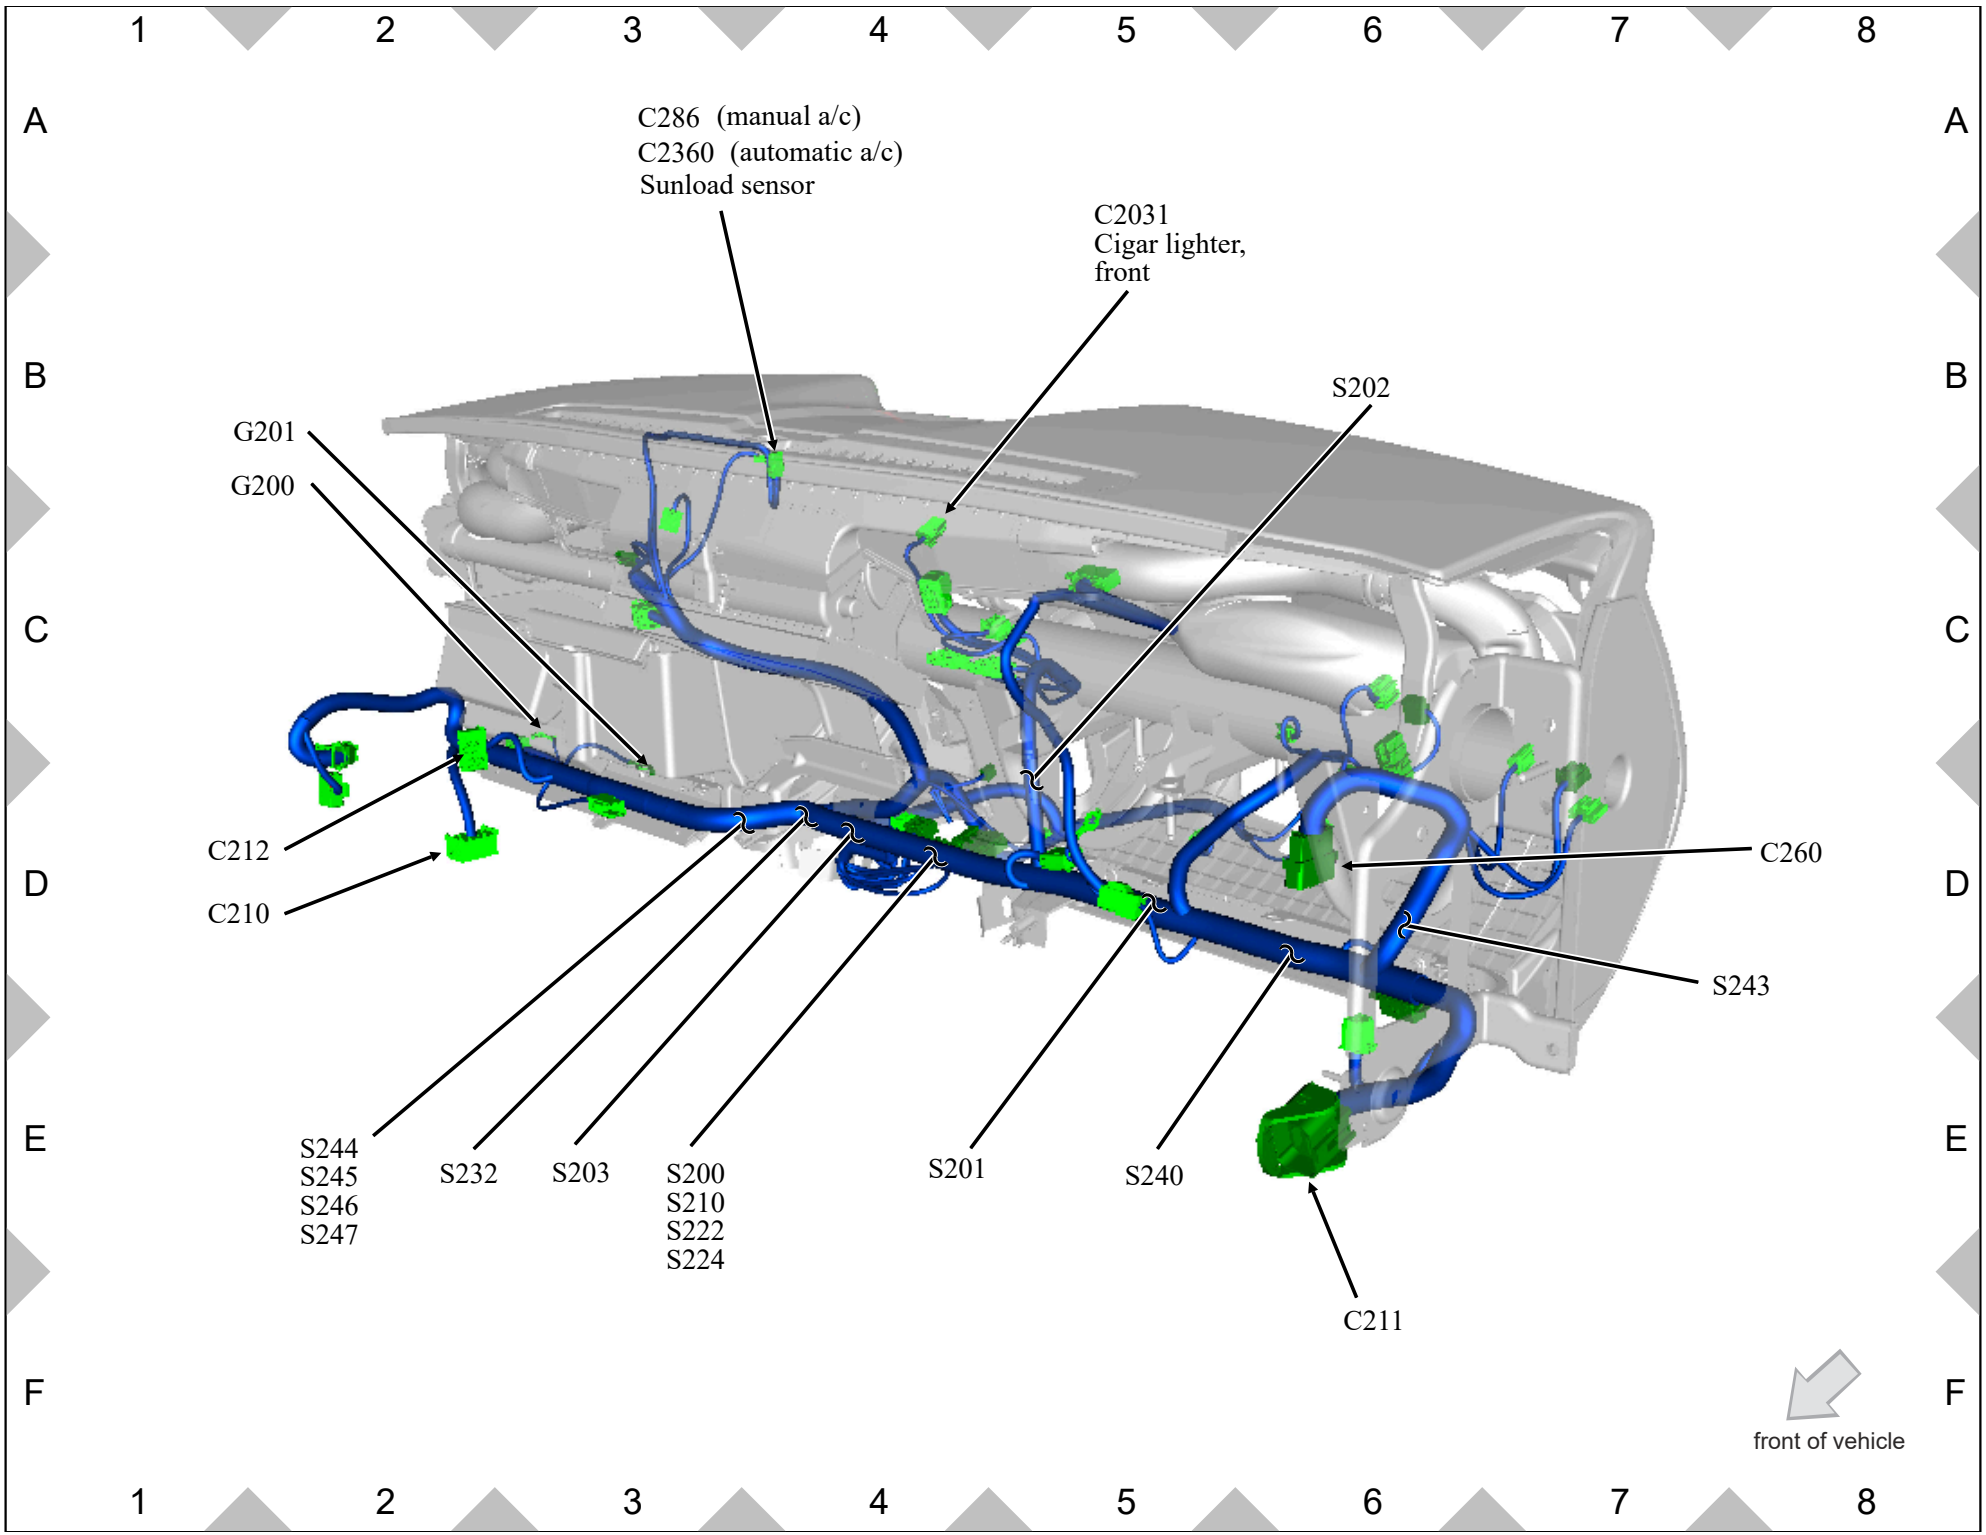 1 2 3 4 5 6 7 8
A A
C286 (manual a/c)
C2360 (automatic a/c)
Sunload sensor
C2031
Cigar lighter,
front
B B
S202
G201
G200
C C
C212
C260
D D
C210
S243
E E
S244
S245
S246
S247
S232
S203
S200
S210
S222
S224
S201
S240
C211
F F
front of vehicle
1 2 3 4 5 6 7 8